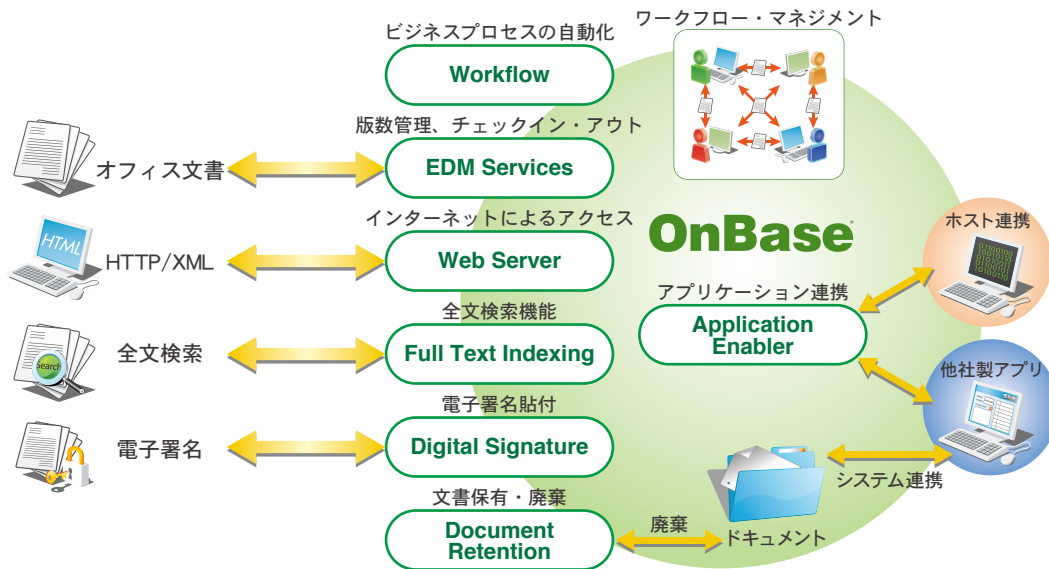 ビジネスプロセスの自動化
Workflow
ワークフロー・マネジメント
版数管理、チェックイン・アウト
オフィス文書
EDM Services
インターネットによるアクセス
HTML
HTTP/XML
Web Server
OnBase
ホスト連携
01100110
アプリケーション連携
Application
Enabler
全文検索機能
Search
全文検索
Full Text Indexing
他社製アプリ
電子署名貼付
電子署名
Digital Signature
システム連携
文書保有・廃棄
Document
Retention
廃棄
ドキュメント